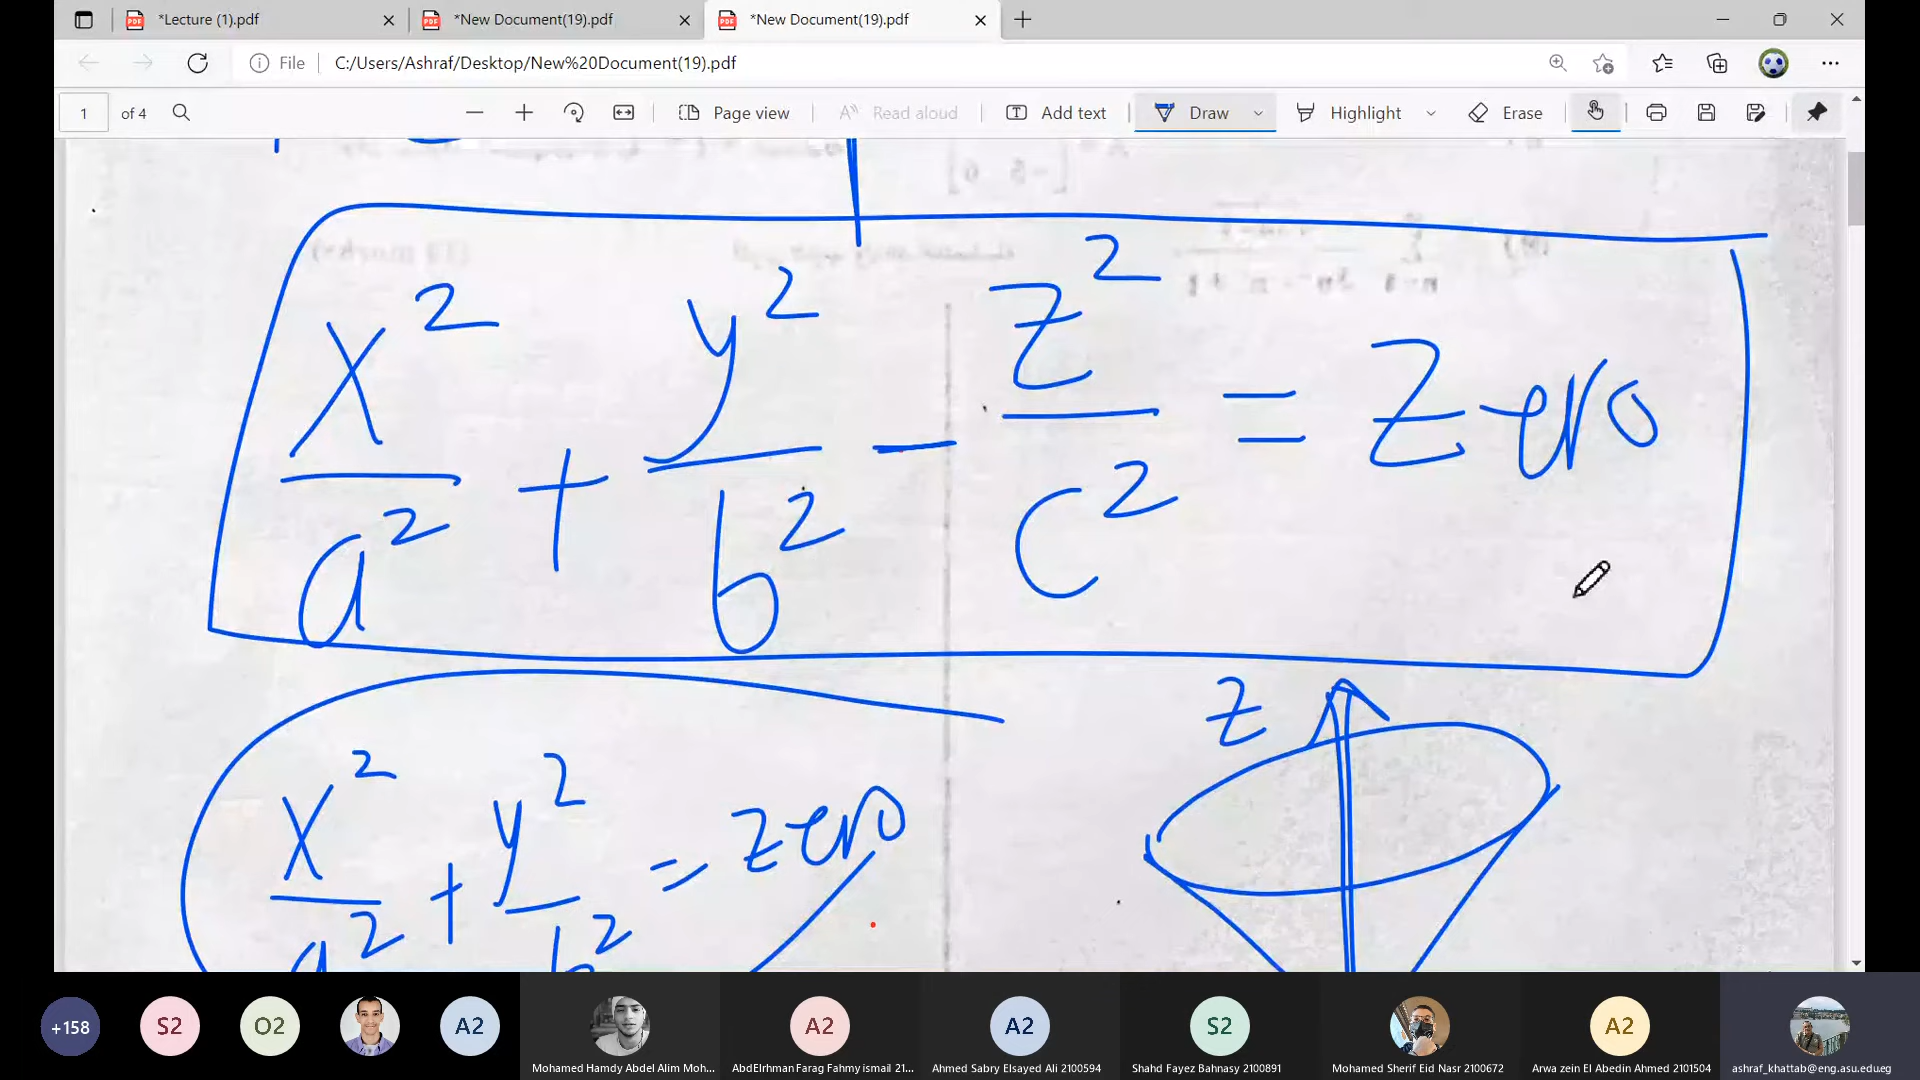 *Lecture (1).pdf *New Document(19).pdf *New Document(19).pdf
File C:/Users/Ashraf/Desktop/New%20Document(19).pdf
1 of 4 Page view Read aloud Add text Draw Highlight Erase
x²/a² + y²/b² - z²/c² = Zero
z
x²/a² + y²/b² = zero
+158 S2 O2 A2 A2 A2 S2 A2
Mohamed Hamdy Abdel Alim Moh... AbdElrhman Farag Fahmy ismail 21... Ahmed Sabry Elsayed Ali 2100594 Shahd Fayez Bahnasy 2100891 Mohamed Sherif Eid Nasr 2100672 Arwa zein El Abedin Ahmed 2101504 ashraf_khattab@eng.asu.edu.eg